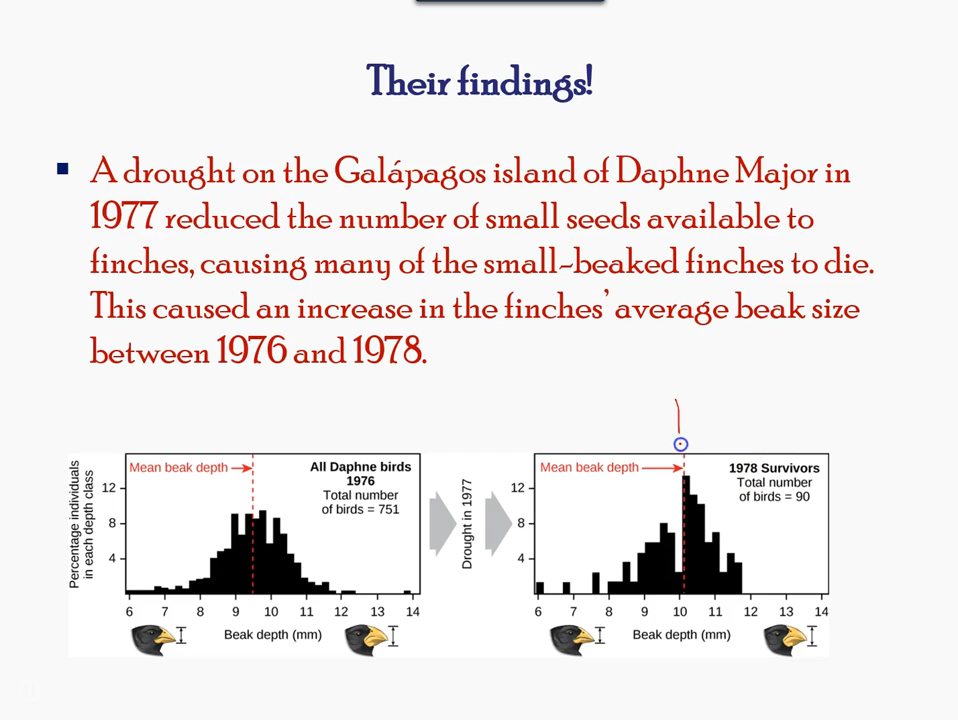 Their findings!
A drought on the Galápagos island of Daphne Major in
1977 reduced the number of small seeds available to
finches, causing many of the small-beaked finches to die.
This caused an increase in the finches' average beak size
between 1976 and 1978.
Percentage individuals
in each depth class
12
8
4
Mean beak depth
All Daphne birds
1976
Total number
of birds = 751
6 7 8 9 10 11 12 13 14
Beak depth (mm)
Drought in 1977
12
8
4
Mean beak depth
1978 Survivors
Total number
of birds = 90
6 7 8 9 10 11 12 13 14
Beak depth (mm)